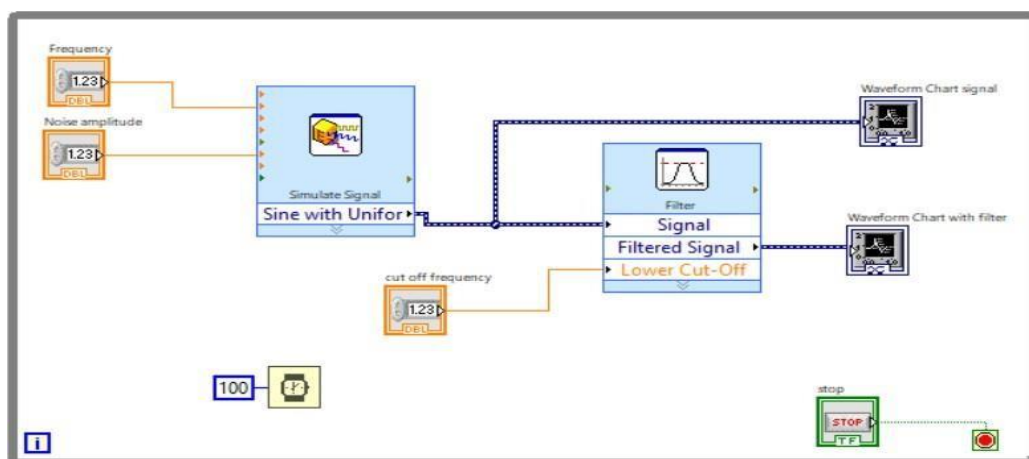 Frequency
1.23
DBL
Noise amplitude
1.23
DBL
Simulate Signal
Sine with Unifor
Waveform Chart signal
Filter
Signal
Filtered Signal
Lower Cut-Off
Waveform Chart with filter
cut off frequency
1.23
DBL
100
i
stop
STOP
TF